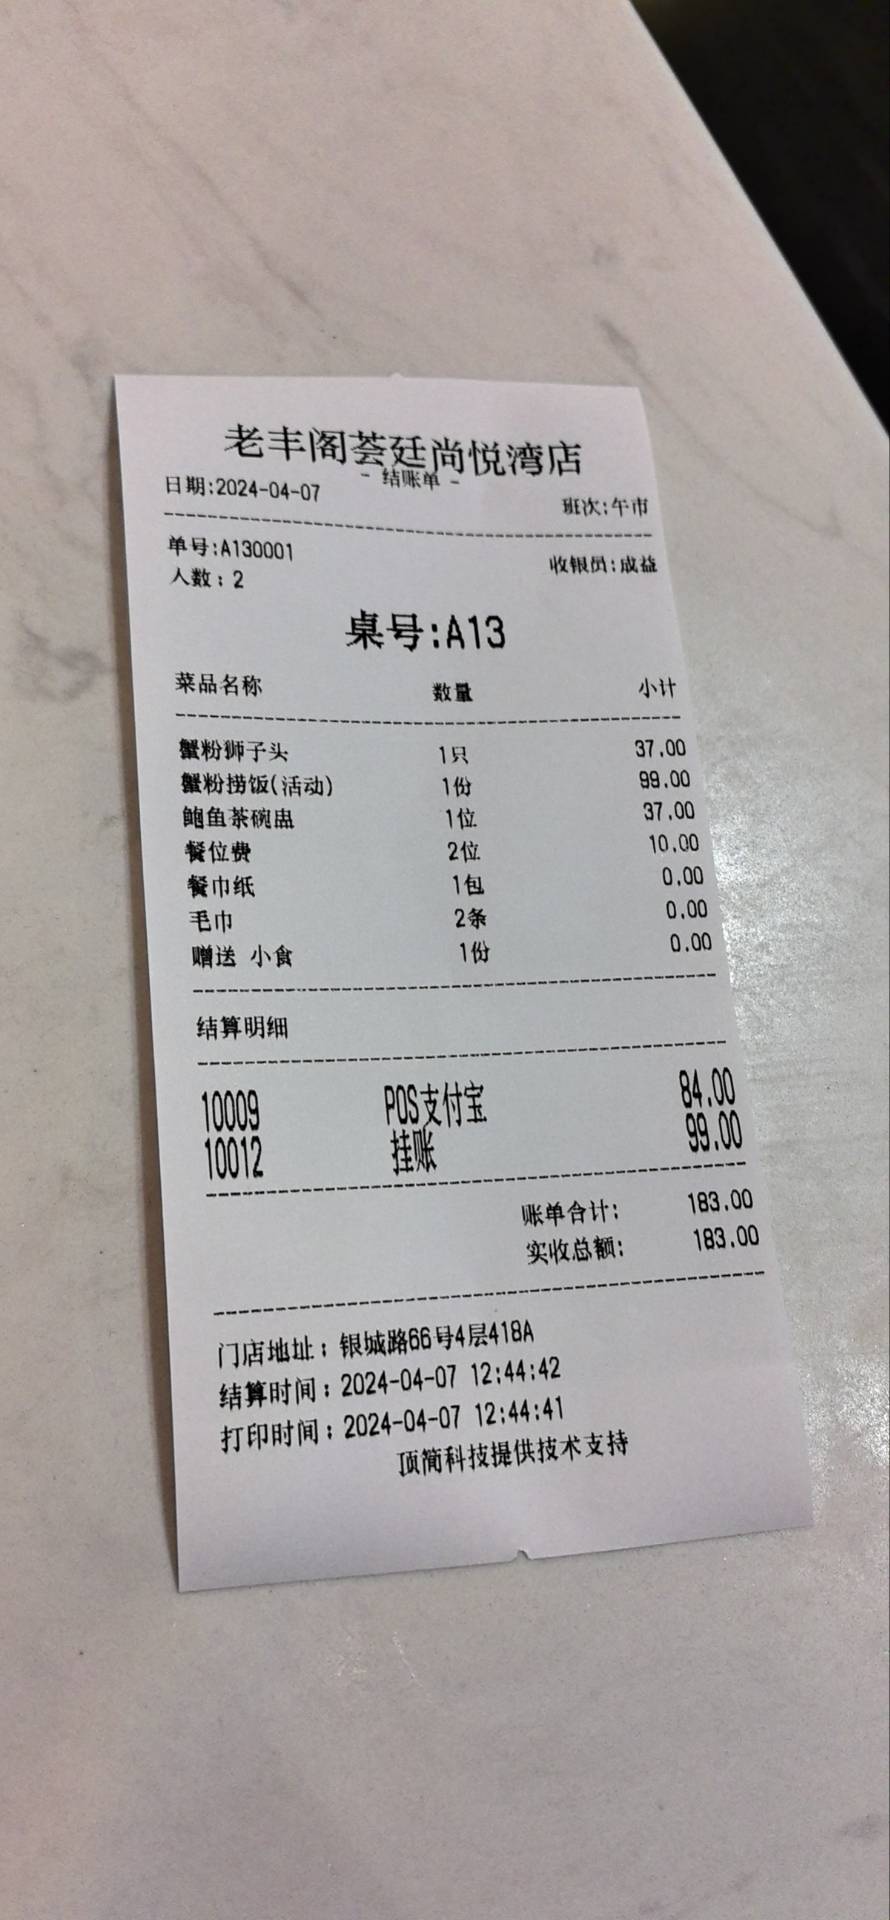 老丰阁荟廷尚悦湾店
- 结账单 -
日期:2024-04-07 班次:午市
单号:A130001 收银员:成益
人数: 2
桌号:A13
菜品名称 数量 小计
蟹粉狮子头 1只 37.00
蟹粉捞饭(活动) 1份 99.00
鲍鱼茶碗盅 1位 37.00
餐位费 2位 10.00
餐巾纸 1包 0.00
毛巾 2条 0.00
赠送 小食 1份 0.00
结算明细
10009 POS支付宝 84.00
10012 挂账 99.00
账单合计: 183.00
实收总额: 183.00
门店地址: 银城路66号4层418A
结算时间: 2024-04-07 12:44:42
打印时间: 2024-04-07 12:44:41
顶简科技提供技术支持